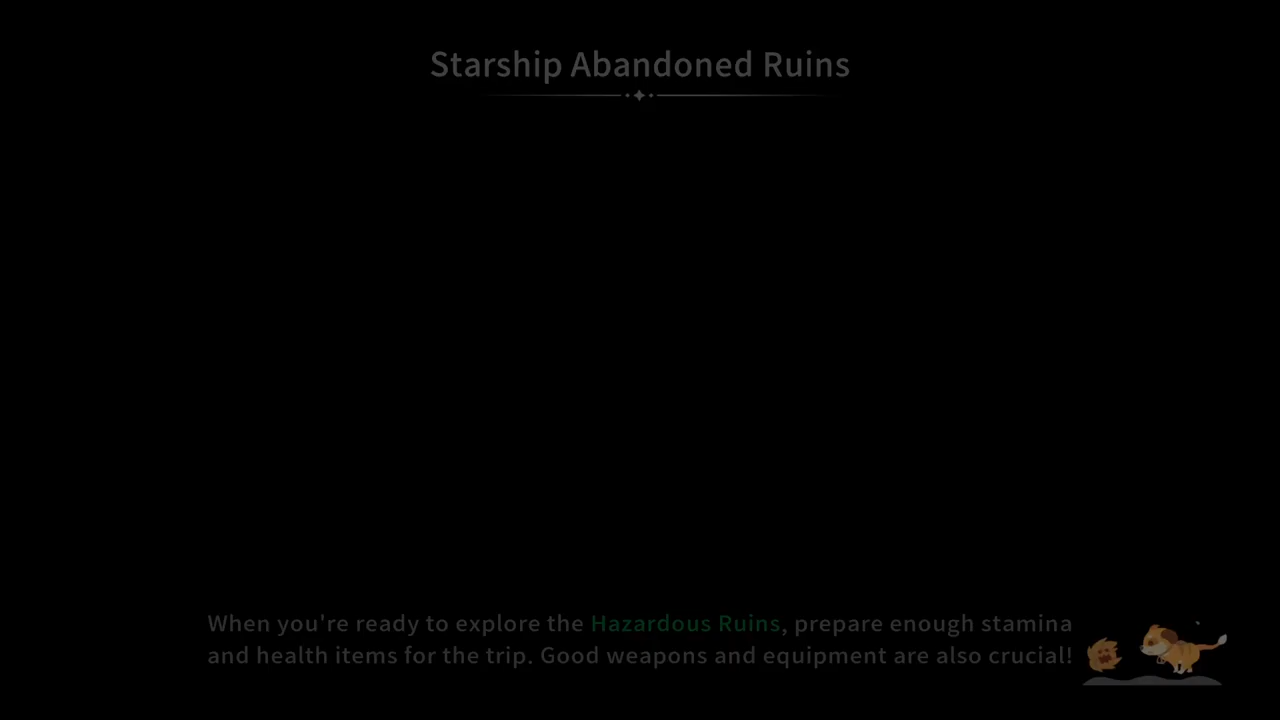 Starship Abandoned Ruins
When you're ready to explore the Hazardous Ruins, prepare enough stamina
and health items for the trip. Good weapons and equipment are also crucial!